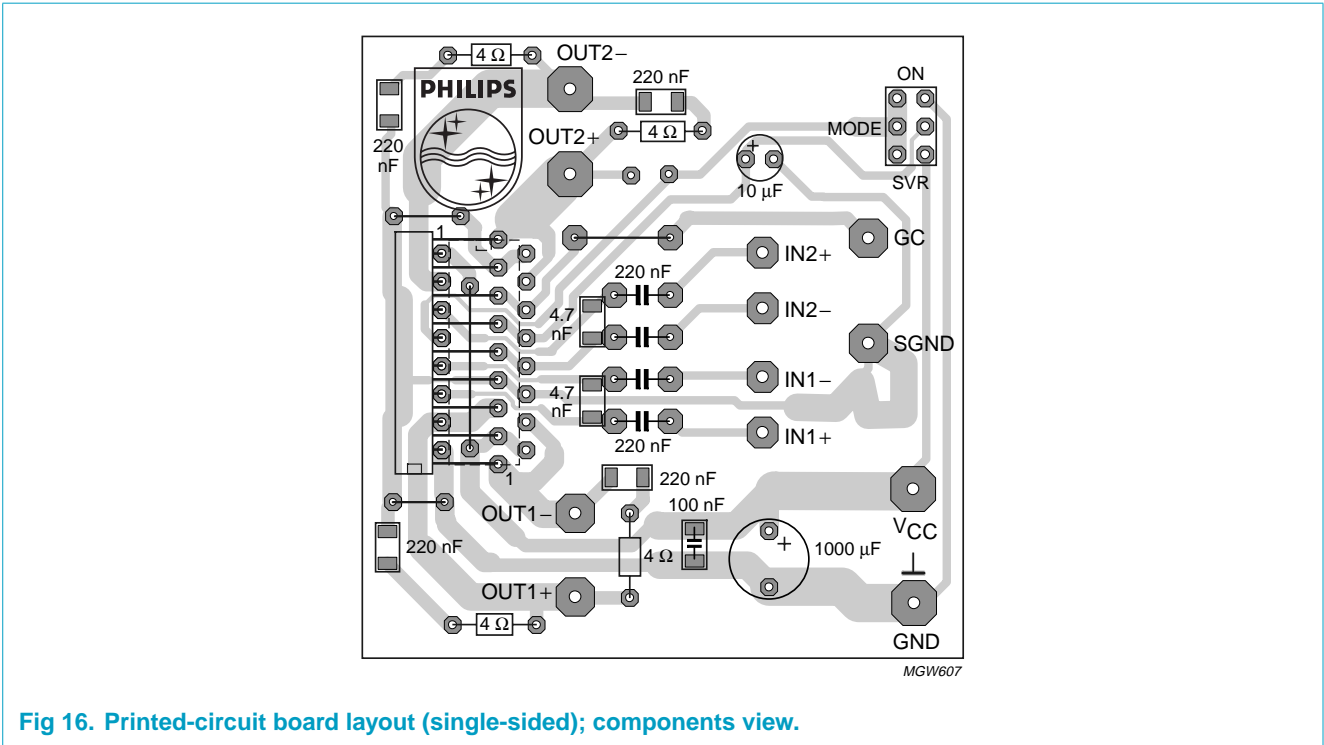 4 Ω
OUT2−
PHILIPS
220 nF
ON
220
nF
OUT2+
4 Ω
MODE
+
10 μF
SVR
1
GC
IN2+
220 nF
4.7
nF
IN2−
SGND
4.7
nF
IN1−
220 nF
IN1+
1
220 nF
OUT1−
100 nF
VCC
220 nF
4 Ω
+
1000 μF
OUT1+
4 Ω
GND
MGW607
Fig 16. Printed-circuit board layout (single-sided); components view.